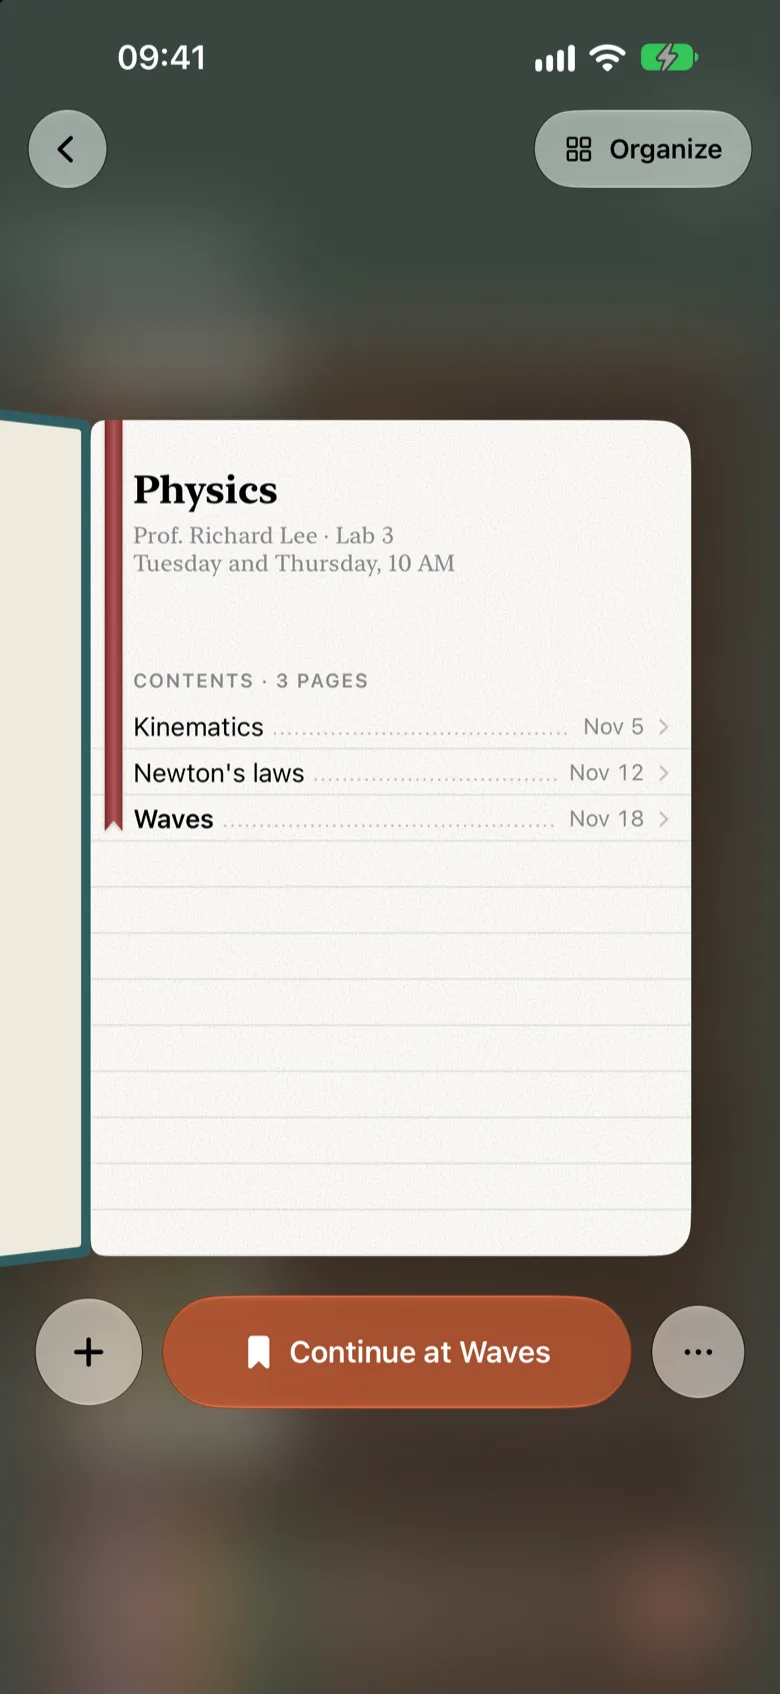 09:41
Organize
Physics
Prof. Richard Lee · Lab 3
Tuesday and Thursday, 10 AM
CONTENTS · 3 PAGES
Kinematics ........................................ Nov 5
Newton's laws ................................. Nov 12
Waves ............................................. Nov 18
Continue at Waves